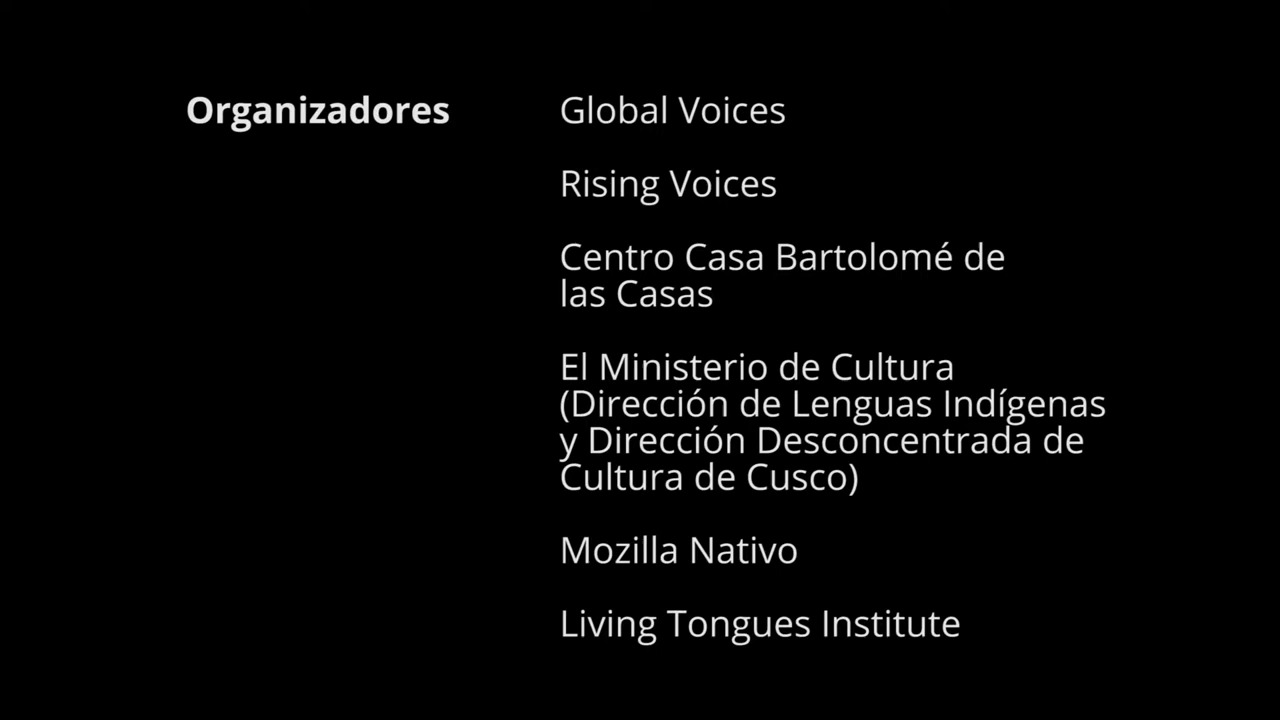 Organizadores
Global Voices
Rising Voices
Centro Casa Bartolomé de
las Casas
El Ministerio de Cultura
(Dirección de Lenguas Indígenas
y Dirección Desconcentrada de
Cultura de Cusco)
Mozilla Nativo
Living Tongues Institute